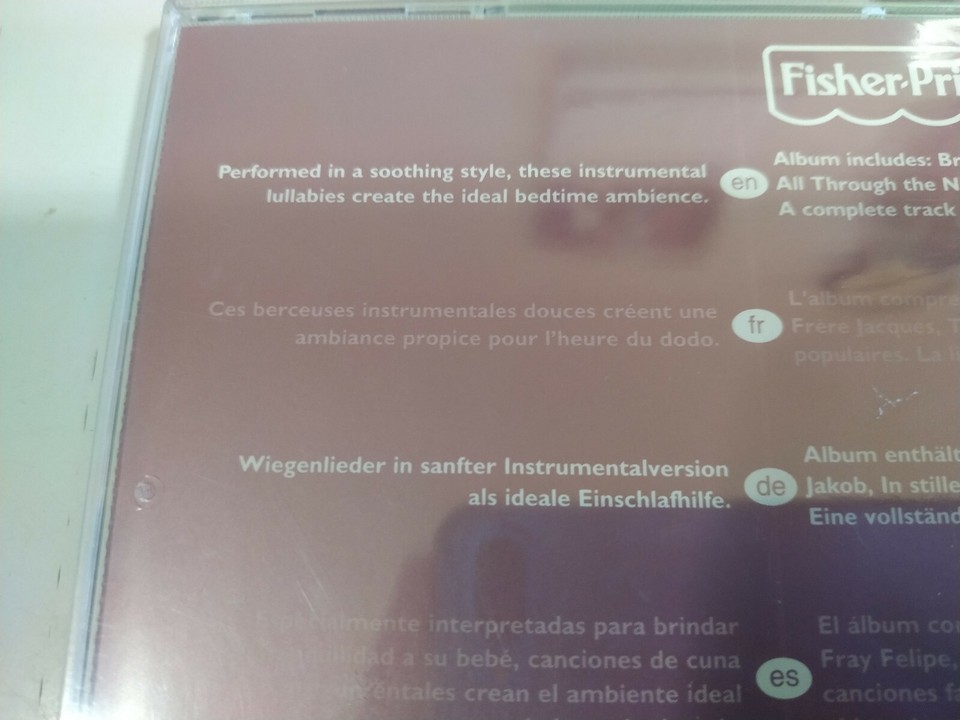 Fisher-Pri
Performed in a soothing style, these instrumental
lullabies create the ideal bedtime ambience.
en
Album includes: Br
All Through the N
A complete track
Ces berceuses instrumentales douces créent une
ambiance propice pour l'heure du dodo.
fr
L'album compre
Frère Jacques, T
populaires. La li
Wiegenlieder in sanfter Instrumentalversion
als ideale Einschlafhilfe.
de
Album enthält
Jakob, In stille
Eine vollständ
Especialmente interpretadas para brindar
a su bebé, canciones de cuna
crean el ambiente ideal
es
El álbum co
Fray Felipe,
canciones fa